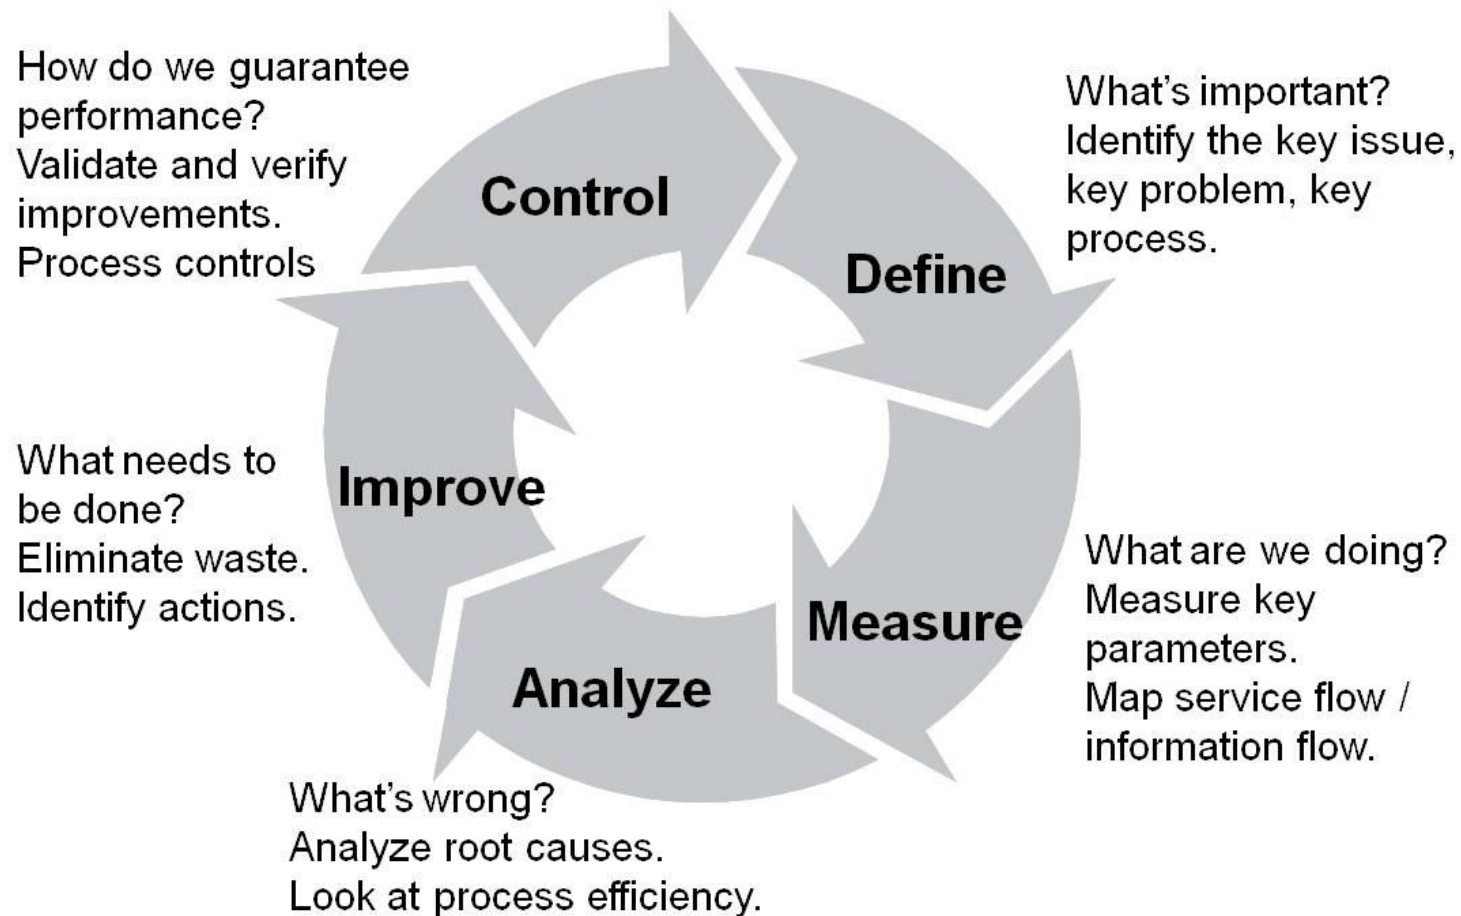 How do we guarantee
performance?
Validate and verify
improvements.
Process controls
Control
What's important?
Identify the key issue,
key problem, key
process.
Define
What needs to
be done?
Eliminate waste.
Identify actions.
Improve
What are we doing?
Measure key
parameters.
Map service flow /
information flow.
Measure
Analyze
What's wrong?
Analyze root causes.
Look at process efficiency.